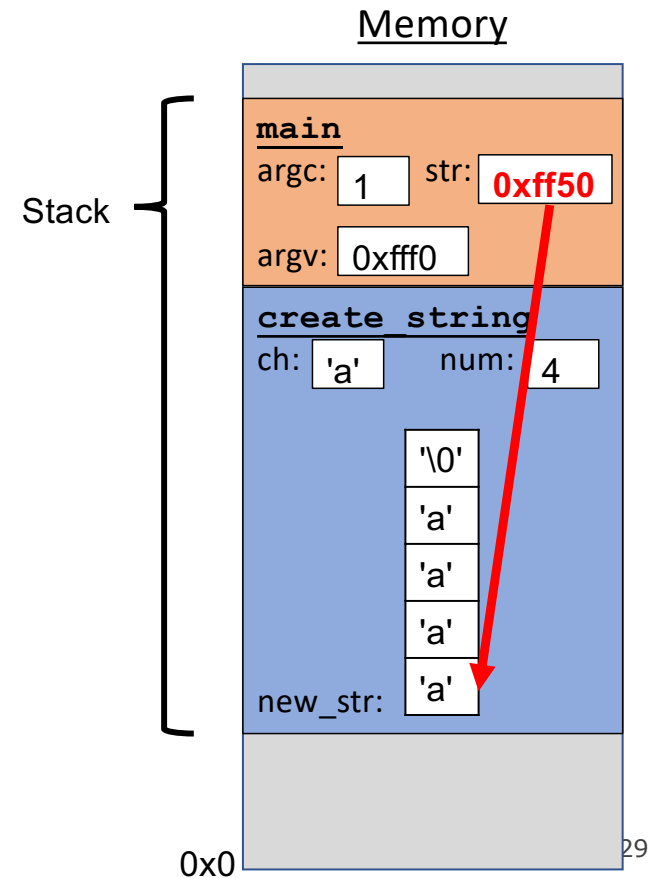 Memory
main
argc: 1 str: 0xff50
Stack
argv: 0xfff0
create_string
ch: 'a' num: 4
'\0'
'a'
'a'
'a'
new_str: 'a'
0x0
29